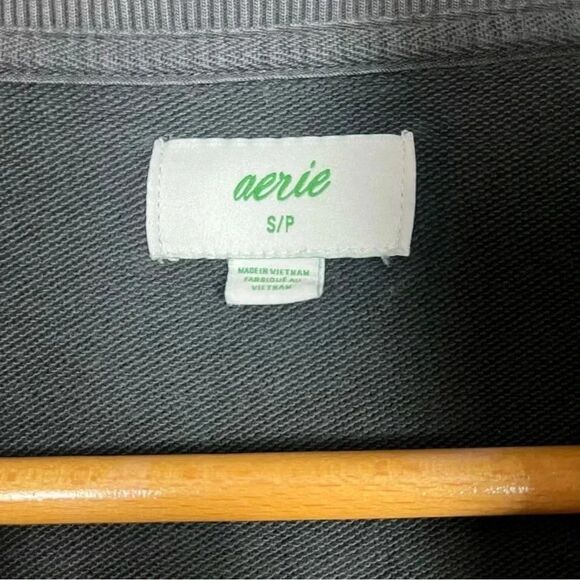 aerie
S/P
MADE IN VIETNAM
FABRIQUÉ AU
VIETNAM